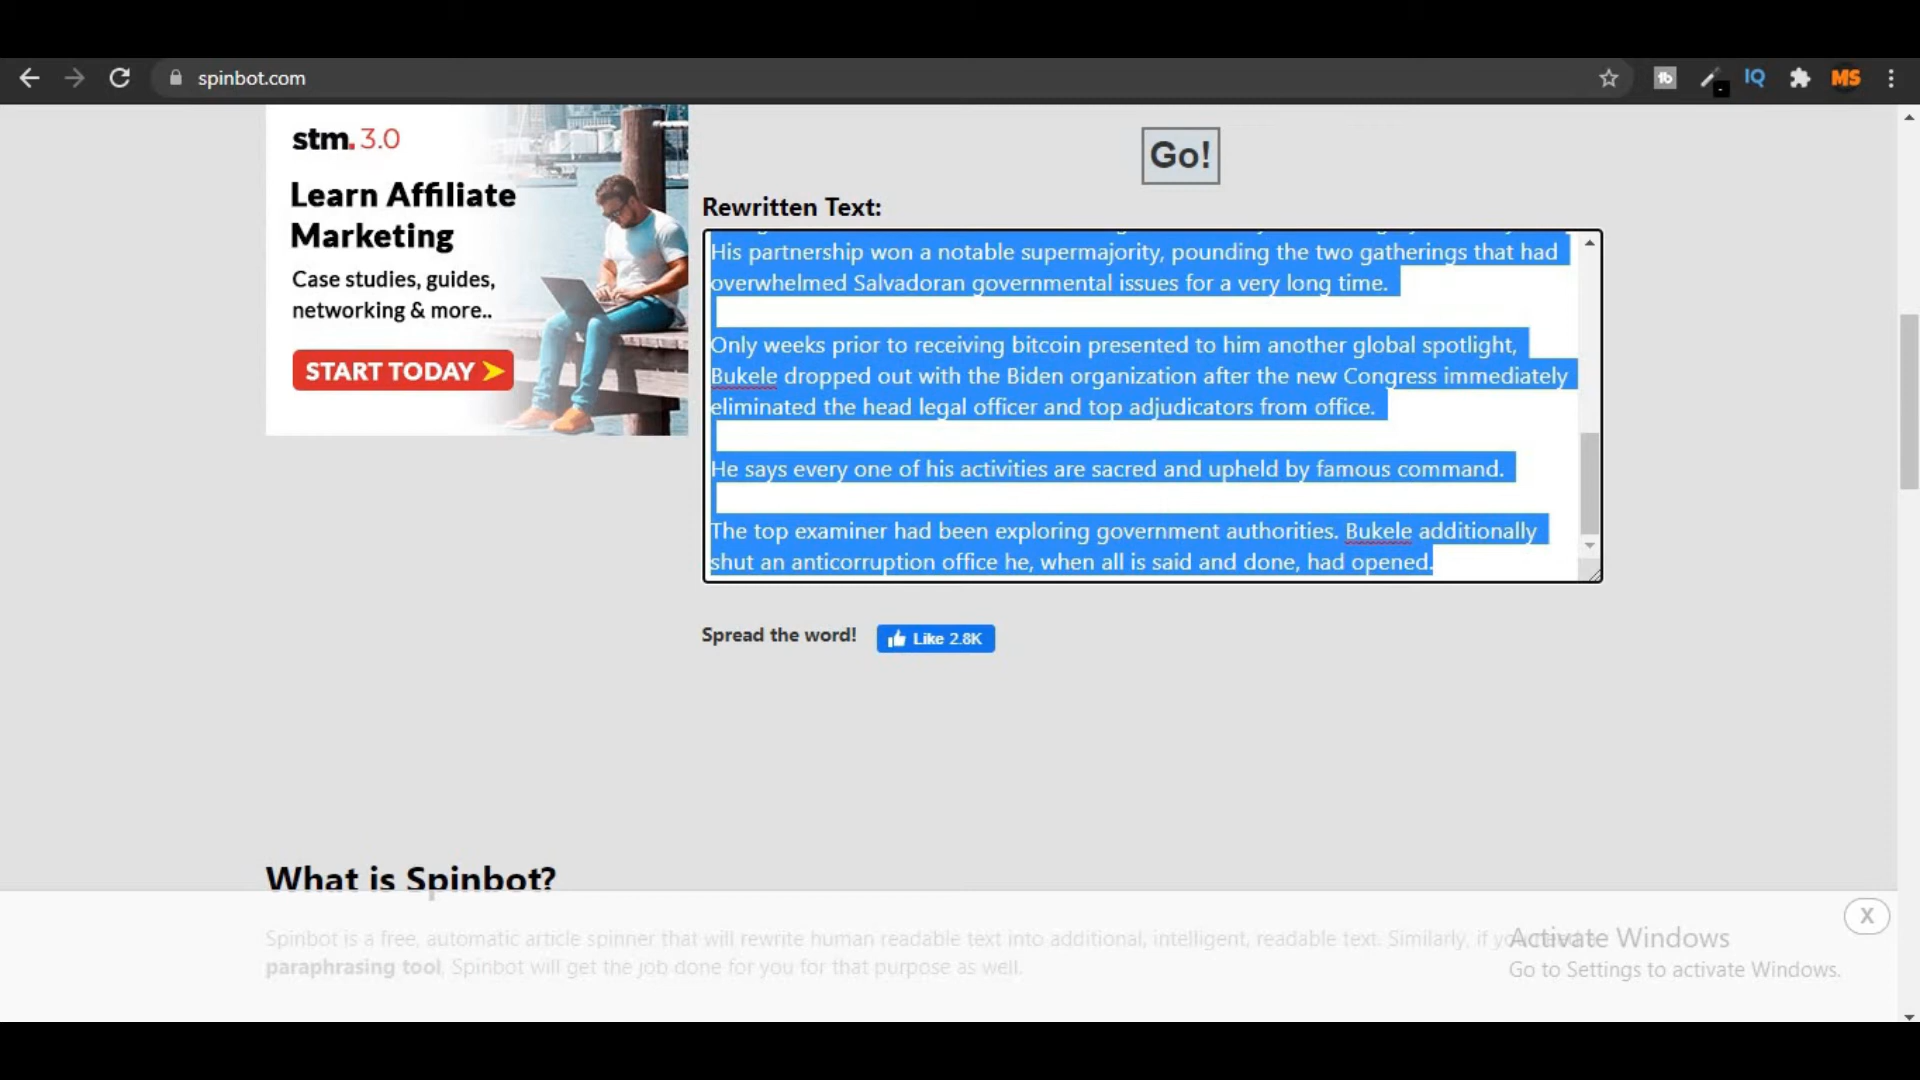 spinbot.com
IQ
MS
stm. 3.0
Learn Affiliate
Marketing
Case studies, guides,
networking & more..
START TODAY
Go!
Rewritten Text:
His partnership won a notable supermajority, pounding the two gatherings that had
overwhelmed Salvadoran governmental issues for a very long time.
Only weeks prior to receiving bitcoin presented to him another global spotlight,
Bukele dropped out with the Biden organization after the new Congress immediately
eliminated the head legal officer and top adjudicators from office.
He says every one of his activities are sacred and upheld by famous command.
The top examiner had been exploring government authorities. Bukele additionally
shut an anticorruption office he, when all is said and done, had opened.
Spread the word! Like 2.8K
What is Spinbot?
X
Spinbot is a free, automatic article spinner that will rewrite human readable text into additional, intelligent, readable text. Similarly, if
paraphrasing tool, Spinbot will get the job done for you for that purpose as well.
Activate Windows
Go to Settings to activate Windows.